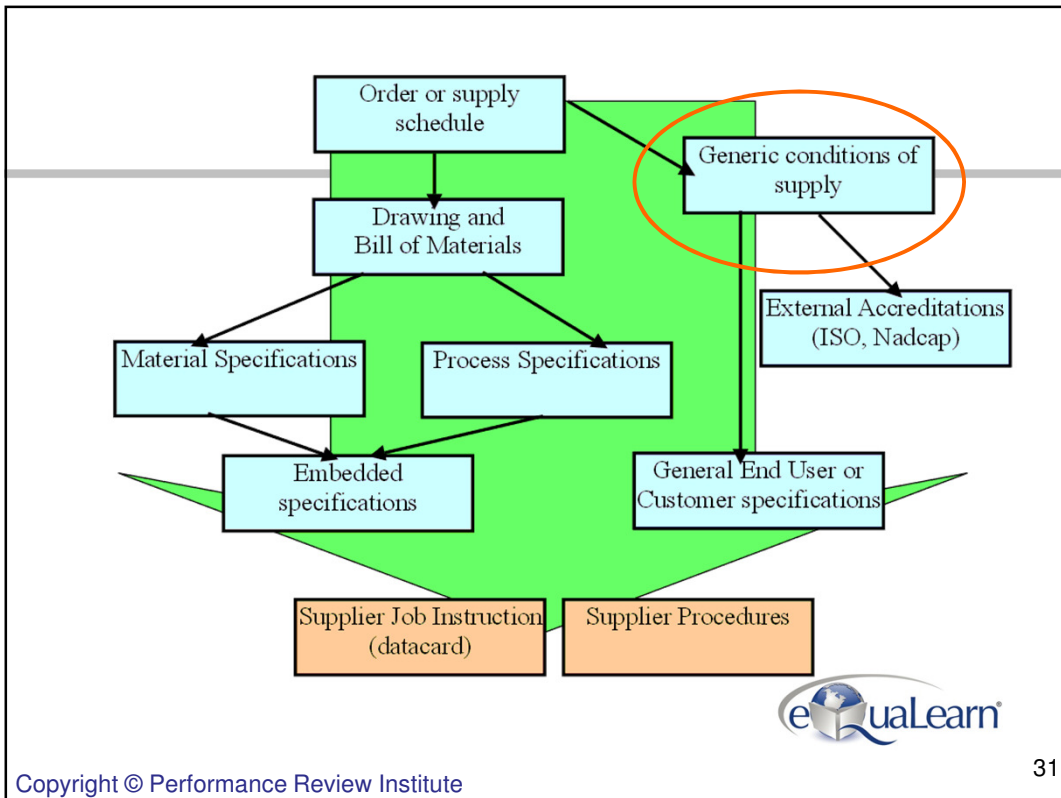 Order or supply
schedule
Generic conditions of
supply
Drawing and
Bill of Materials
External Accreditations
(ISO, Nadcap)
Material Specifications
Process Specifications
Embedded
specifications
General End User or
Customer specifications
Supplier Job Instruction
(datacard)
Supplier Procedures
eQuaLearn®
Copyright © Performance Review Institute
31